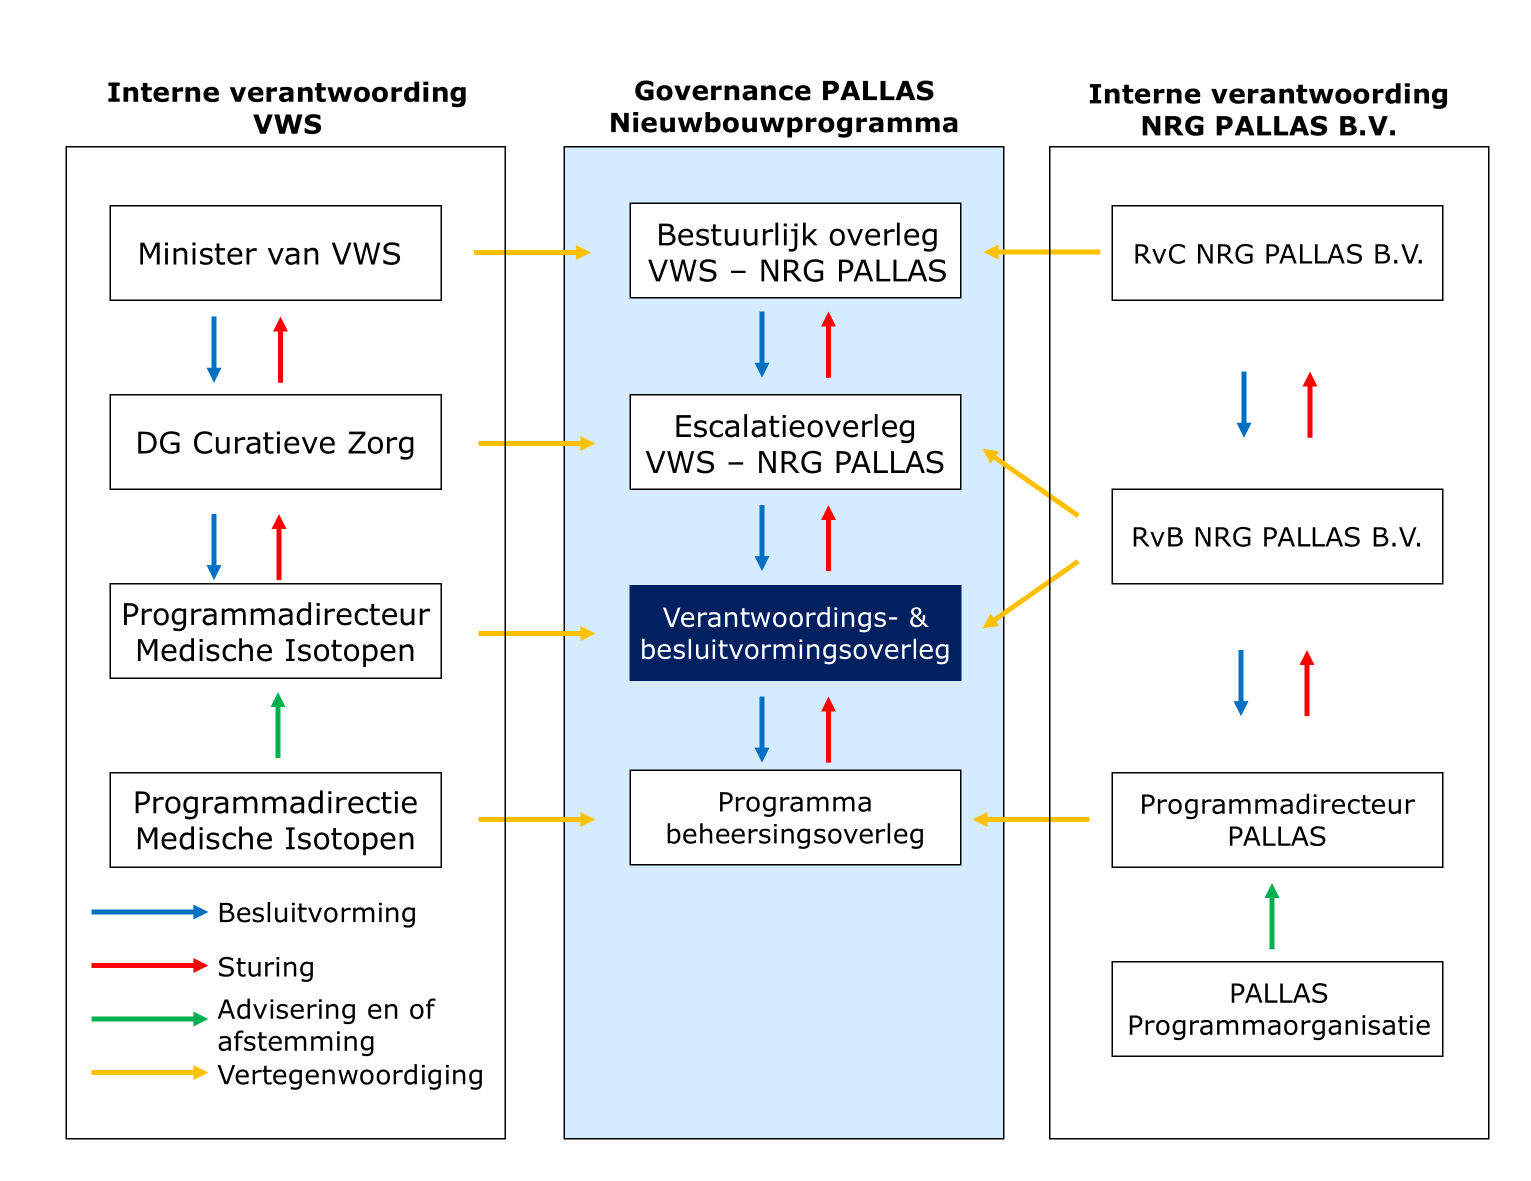 Interne verantwoording
VWS
Minister van VWS
DG Curatieve Zorg
Programmadirecteur
Medische Isotopen
Programmadirectie
Medische Isotopen
Besluitvorming
Sturing
Advisering en of
afstemming
Vertegenwoordiging
Governance PALLAS
Nieuwbouwprogramma
Bestuurlijk overleg
VWS – NRG PALLAS
Escalatieoverleg
VWS – NRG PALLAS
Verantwoordings- &
besluitvormingsoverleg
Programma
beheersingsoverleg
Interne verantwoording
NRG PALLAS B.V.
RvC NRG PALLAS B.V.
RvB NRG PALLAS B.V.
Programmadirecteur
PALLAS
PALLAS
Programmaorganisatie